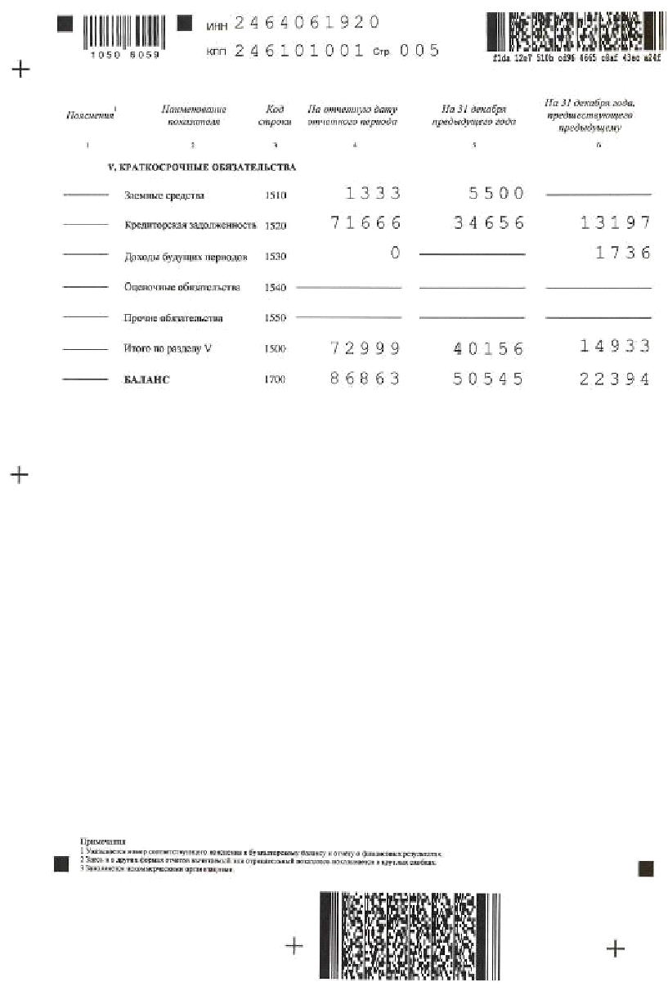 ИНН 2464061920
1050 8059
КПП 246101001 Стр. 005
f1da 12e7 510b cd96 4665 c8af 43ec a24f
Пояснения¹ Наименование показателя Код строки На отчетную дату отчетного периода На 31 декабря предыдущего года На 31 декабря года, предшествующего предыдущему
1 2 3 4 5 6
V. КРАТКОСРОЧНЫЕ ОБЯЗАТЕЛЬСТВА
Заемные средства 1510 1333 5500
Кредиторская задолженность 1520 71666 34656 13197
Доходы будущих периодов 1530 0 1736
Оценочные обязательства 1540
Прочие обязательства 1550
Итого по разделу V 1500 72999 40156 14933
БАЛАНС 1700 86863 50545 22394
Примечания
1 Указывается номер соответствующего пояснения к бухгалтерскому балансу и отчету о финансовых результатах.
2 Здесь и в других формах отчетов вычитаемый или отрицательный показатель показывается в круглых скобках.
3 Заполняется некоммерческими организациями.